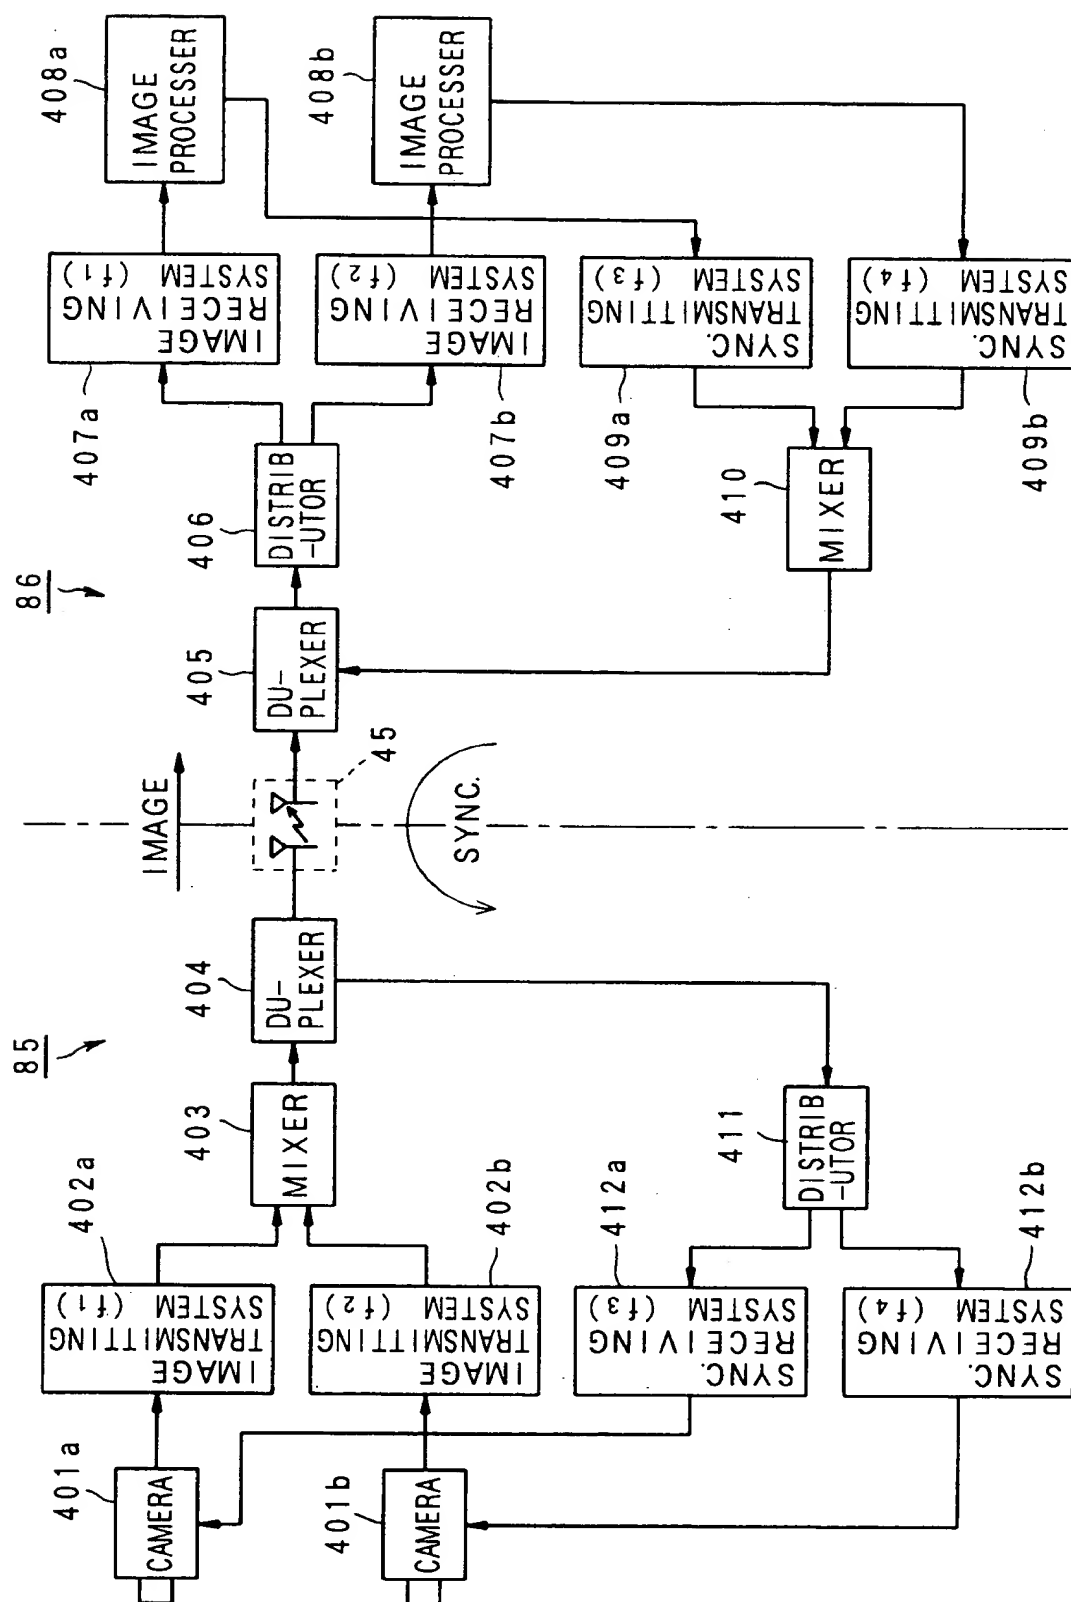 85
86
IMAGE
SYNC.
45
401a
CAMERA
402a
IMAGE
TRANSMITTING
SYSTEM (f1)
401b
CAMERA
402b
IMAGE
TRANSMITTING
SYSTEM (f2)
403
MIXER
404
DU-
PLEXER
405
DU-
PLEXER
406
DISTRIB
-UTOR
407a
IMAGE
RECEIVING
SYSTEM (f1)
408a
IMAGE
PROCESSER
407b
IMAGE
RECEIVING
SYSTEM (f2)
408b
IMAGE
PROCESSER
409a
SYNC.
TRANSMITTING
SYSTEM (f3)
409b
SYNC.
TRANSMITTING
SYSTEM (f4)
410
MIXER
411
DISTRIB
-UTOR
412a
SYNC.
RECEIVING
SYSTEM (f3)
412b
SYNC.
RECEIVING
SYSTEM (f4)